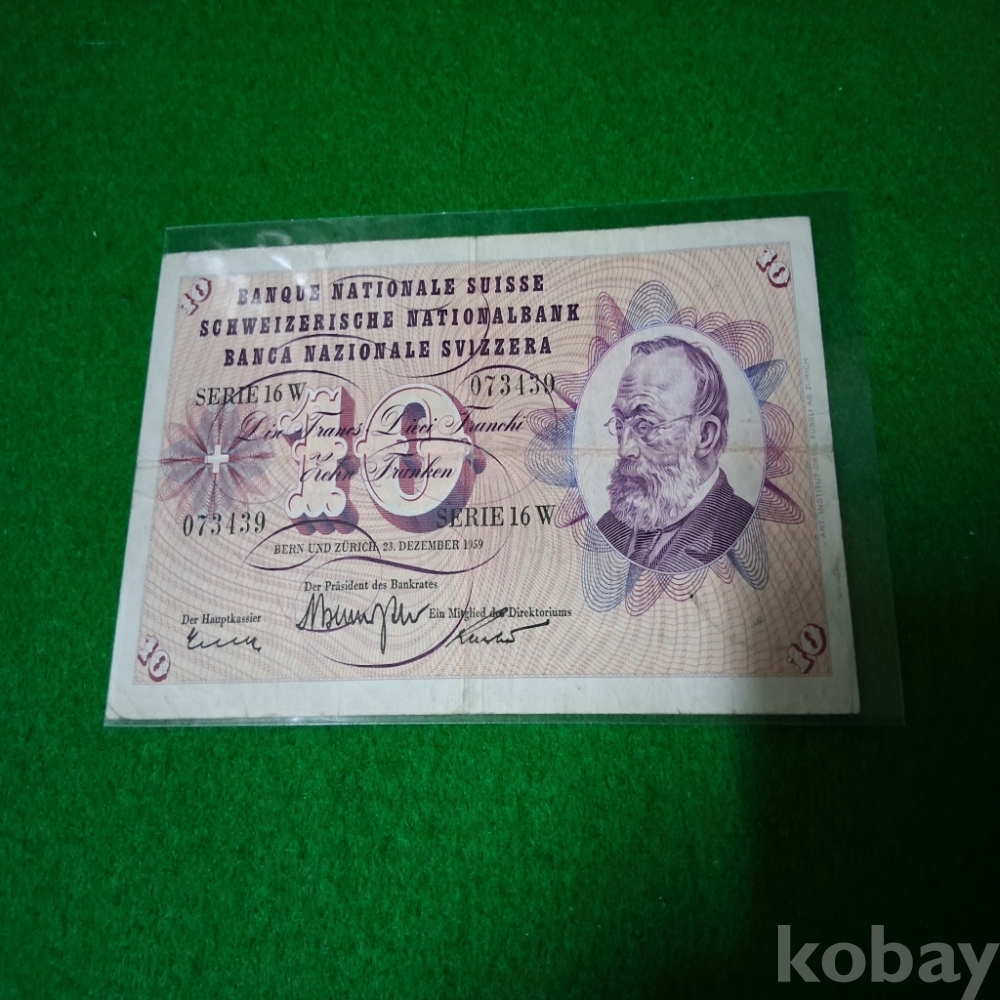 10
10
BANQUE NATIONALE SUISSE
SCHWEIZERISCHE NATIONALBANK
BANCA NAZIONALE SVIZZERA
SERIE 16 W
073439
10
Dix Francs Dieci Franchi
Zehn Franken
073439
SERIE 16 W
BERN UND ZÜRICH, 23. DEZEMBER 1959
Der Präsident des Bankrates
Der Hauptkassier
Ein Mitglied des Direktoriums
10
10
kobay